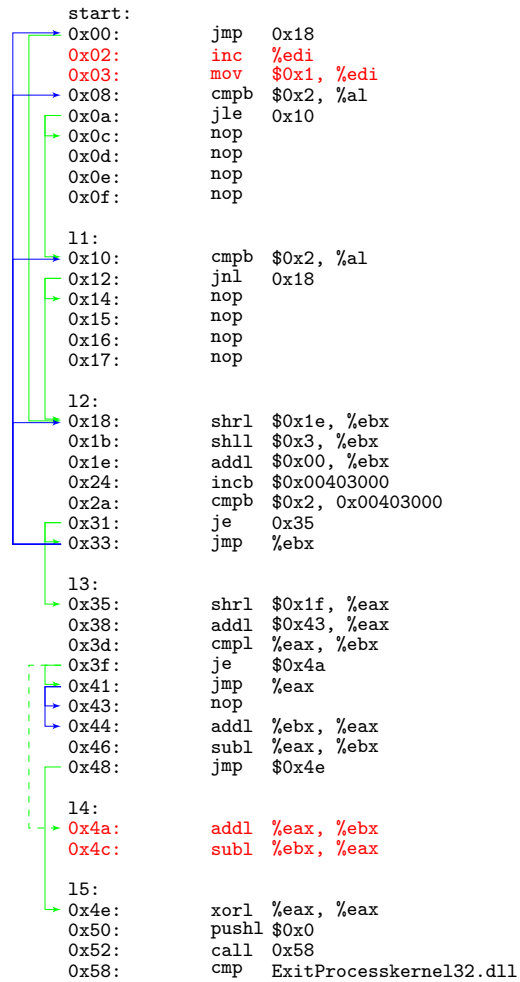 start:
0x00: jmp 0x18
0x02: inc %edi
0x03: mov $0x1, %edi
0x08: cmpb $0x2, %al
0x0a: jle 0x10
0x0c: nop
0x0d: nop
0x0e: nop
0x0f: nop
l1:
0x10: cmpb $0x2, %al
0x12: jnl 0x18
0x14: nop
0x15: nop
0x16: nop
0x17: nop
l2:
0x18: shrl $0x1e, %ebx
0x1b: shll $0x3, %ebx
0x1e: addl $0x00, %ebx
0x24: incb $0x00403000
0x2a: cmpb $0x2, 0x00403000
0x31: je 0x35
0x33: jmp %ebx
l3:
0x35: shrl $0x1f, %eax
0x38: addl $0x43, %eax
0x3d: cmpl %eax, %ebx
0x3f: je $0x4a
0x41: jmp %eax
0x43: nop
0x44: addl %ebx, %eax
0x46: subl %eax, %ebx
0x48: jmp $0x4e
l4:
0x4a: addl %eax, %ebx
0x4c: subl %ebx, %eax
l5:
0x4e: xorl %eax, %eax
0x50: pushl $0x0
0x52: call 0x58
0x58: cmp ExitProcesskernel32.dll